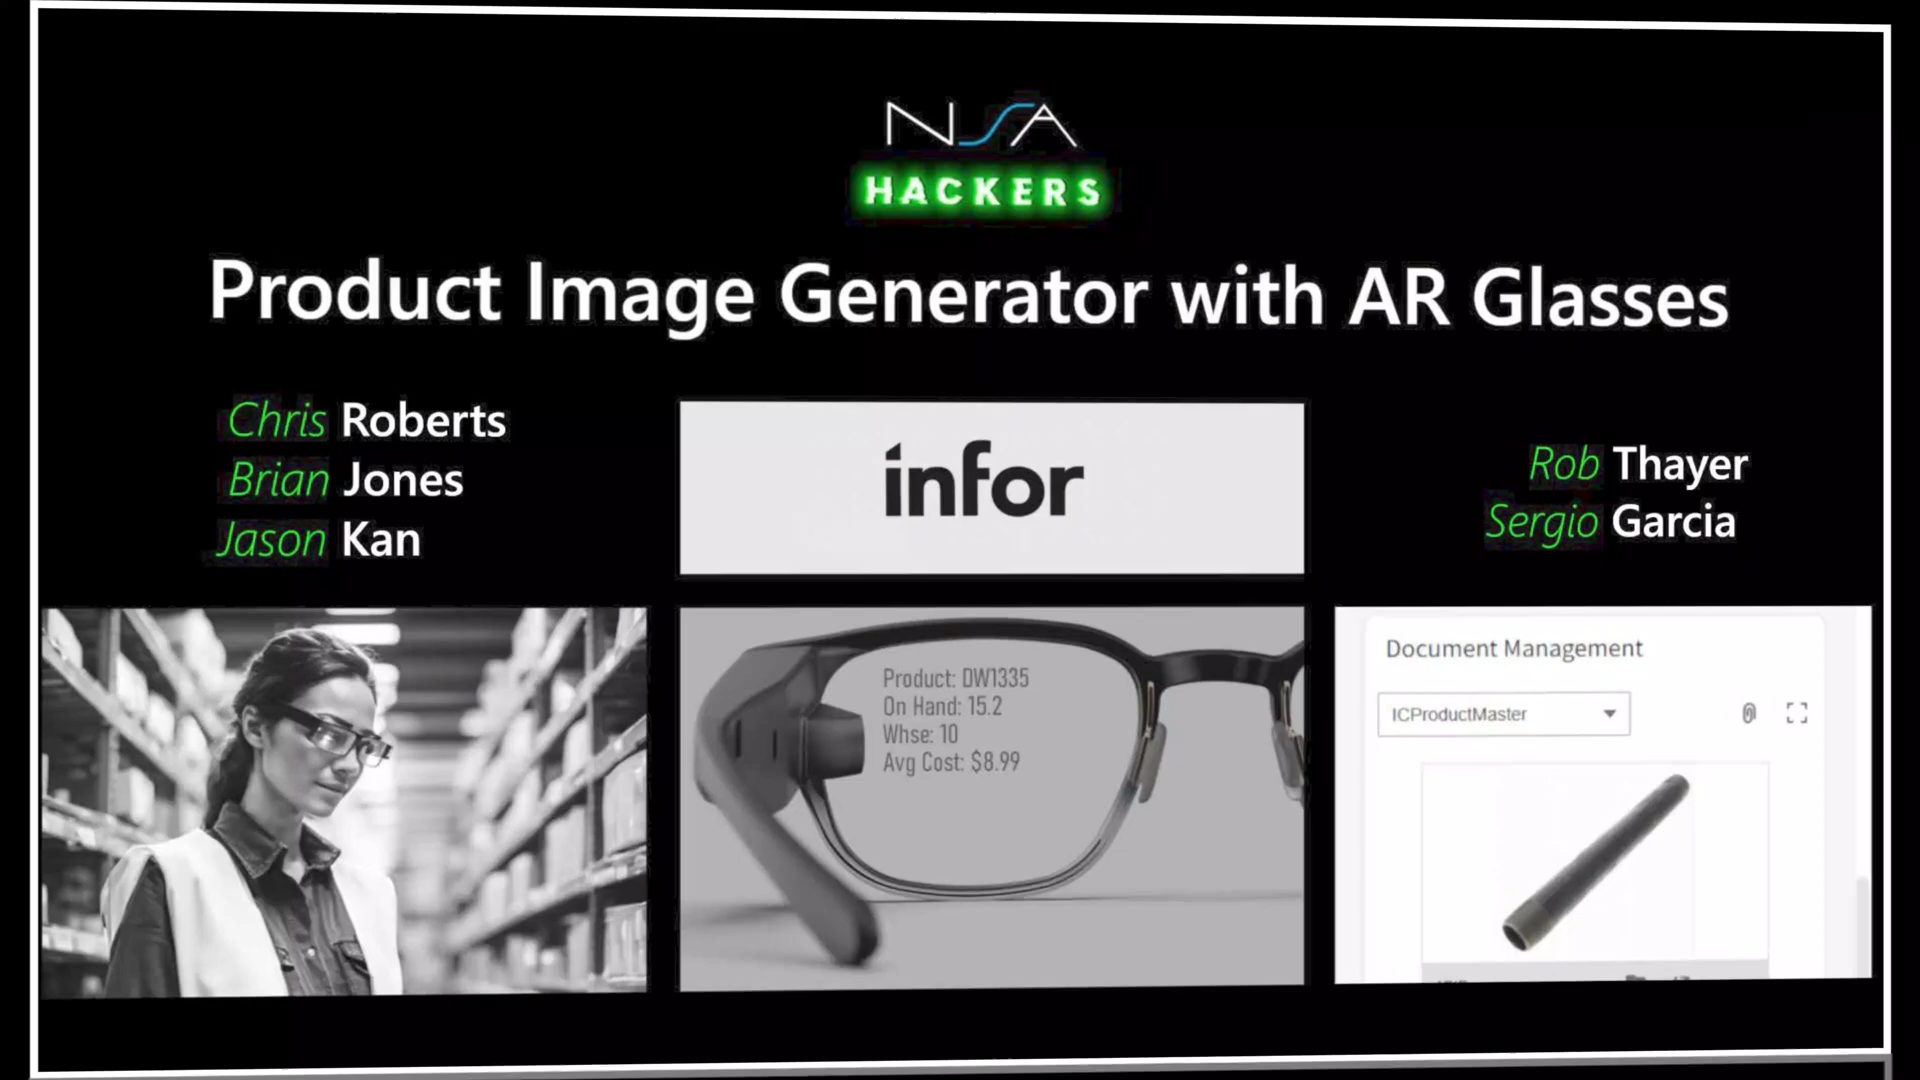 NSA
HACKERS
Product Image Generator with AR Glasses
Chris Roberts
Brian Jones
Jason Kan
infor
Rob Thayer
Sergio Garcia
Product: DW1335
On Hand: 15.2
Whse: 10
Avg Cost: $8.99
Document Management
ICProductMaster